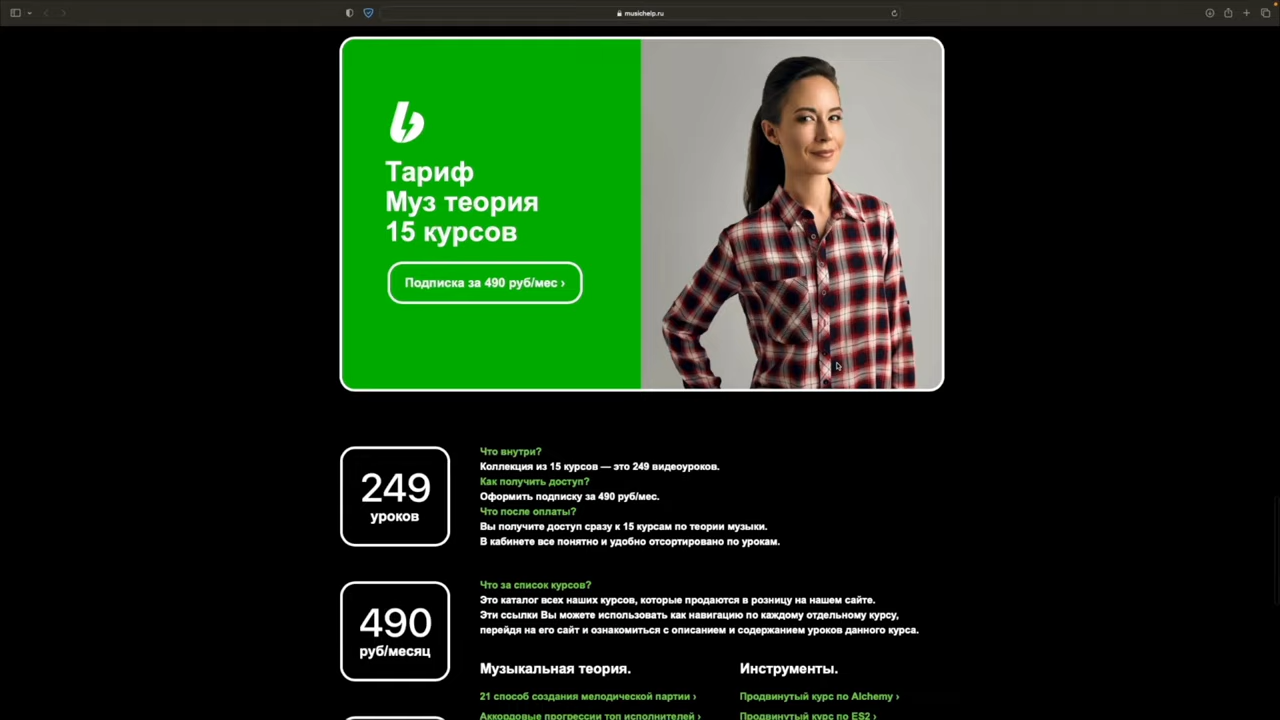 musichelp.ru
Тариф
Муз теория
15 курсов
Подписка за 490 руб/мес ›
249
уроков
Что внутри?
Коллекция из 15 курсов — это 249 видеоуроков.
Как получить доступ?
Оформить подписку за 490 руб/мес.
Что после оплаты?
Вы получите доступ сразу к 15 курсам по теории музыки.
В кабинете все понятно и удобно отсортировано по урокам.
490
руб/месяц
Что за список курсов?
Это каталог всех наших курсов, которые продаются в розницу на нашем сайте.
Эти ссылки Вы можете использовать как навигацию по каждому отдельному курсу,
перейдя на его сайт и ознакомиться с описанием и содержанием уроков данного курса.
Музыкальная теория.
21 способ создания мелодической партии ›
Аккордовые прогрессии топ исполнителей ›
Инструменты.
Продвинутый курс по Alchemy ›
Продвинутый курс по ES2 ›